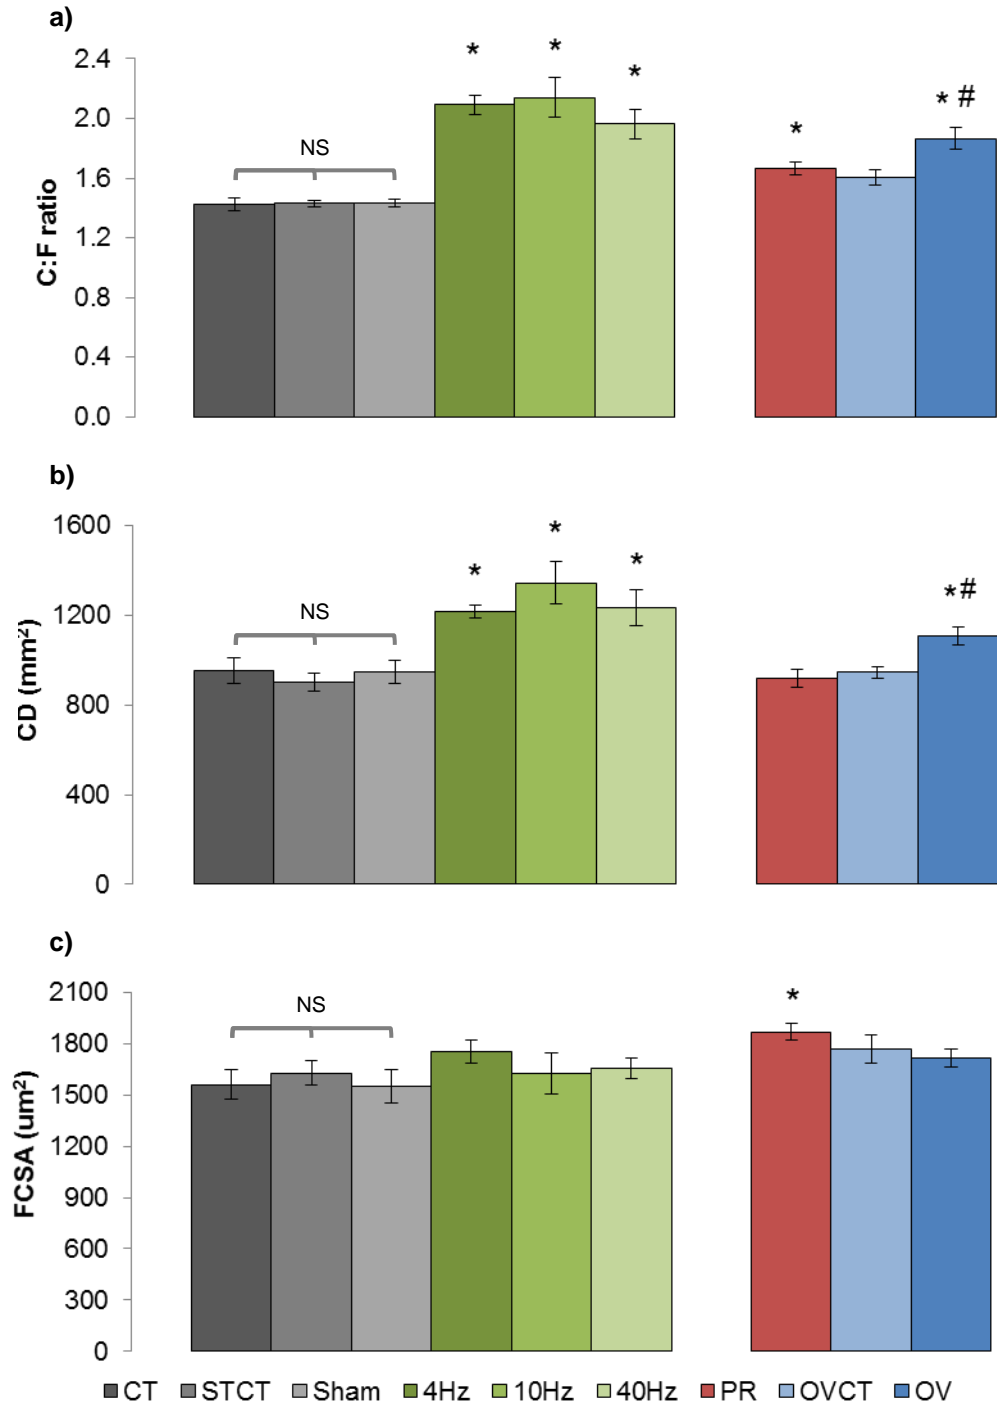 a)
C:F ratio
2.4
2.0
1.6
1.2
0.8
0.4
0.0
NS
* * *
*
* #
b)
CD (mm²)
1600
1200
800
400
0
NS
* * *
*#
c)
FCSA (um²)
2100
1800
1500
1200
900
600
300
0
NS
*
CT STCT Sham 4Hz 10Hz 40Hz PR OVCT OV